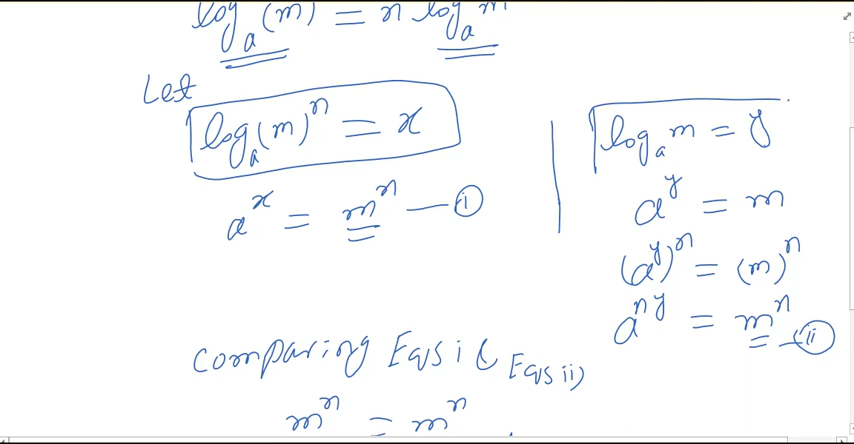 log_a(m) = n log_a m
Let
log_a(m)^n = x
a^x = m^n — (i)
log_a m = y
a^y = m
(a^y)^n = (m)^n
a^{ny} = m^n — (ii)
comparing Eqs i & Eqs ii)
m^n = m^n